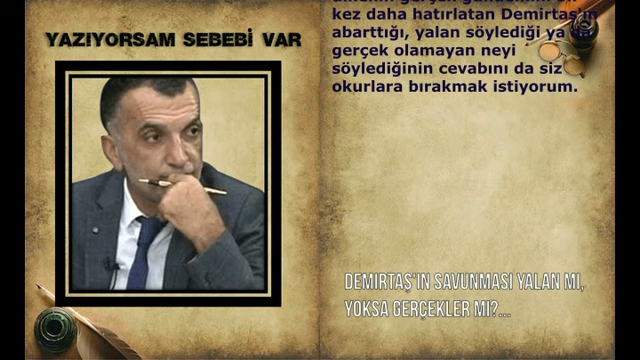 YAZIYORSAM SEBEBİ VAR
kez daha hatırlatan Demirtaş'ın
abarttığı, yalan söylediği ya da
gerçek olamayan neyi
söylediğinin cevabını da siz
okurlara bırakmak istiyorum.
DEMIRTAŞ'IN SAVUNMASI YALAN MI,
YOKSA GERÇEKLER MI?...